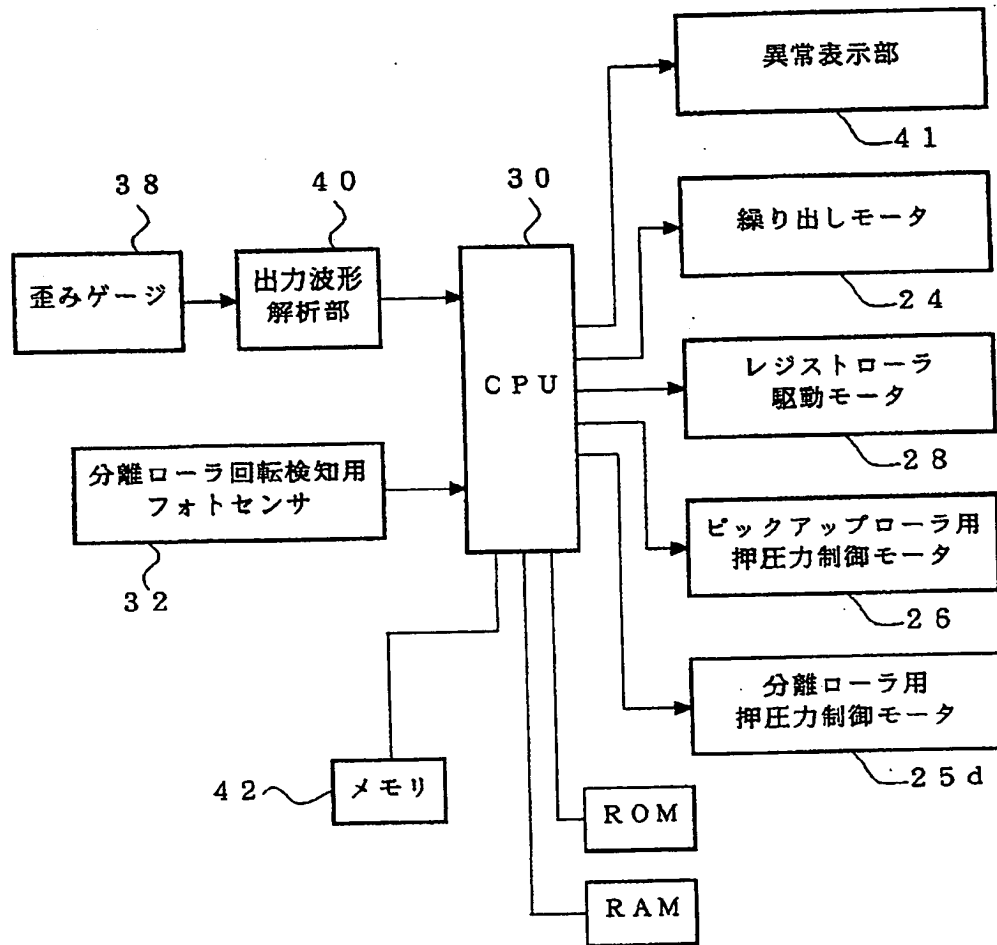 異常表示部
41
38
40
30
繰り出しモータ
24
歪みゲージ
出力波形
解析部
CPU
レジストローラ
駆動モータ
28
分離ローラ回転検知用
フォトセンサ
32
ピックアップローラ用
押圧力制御モータ
26
分離ローラ用
押圧力制御モータ
25d
42
メモリ
ROM
RAM